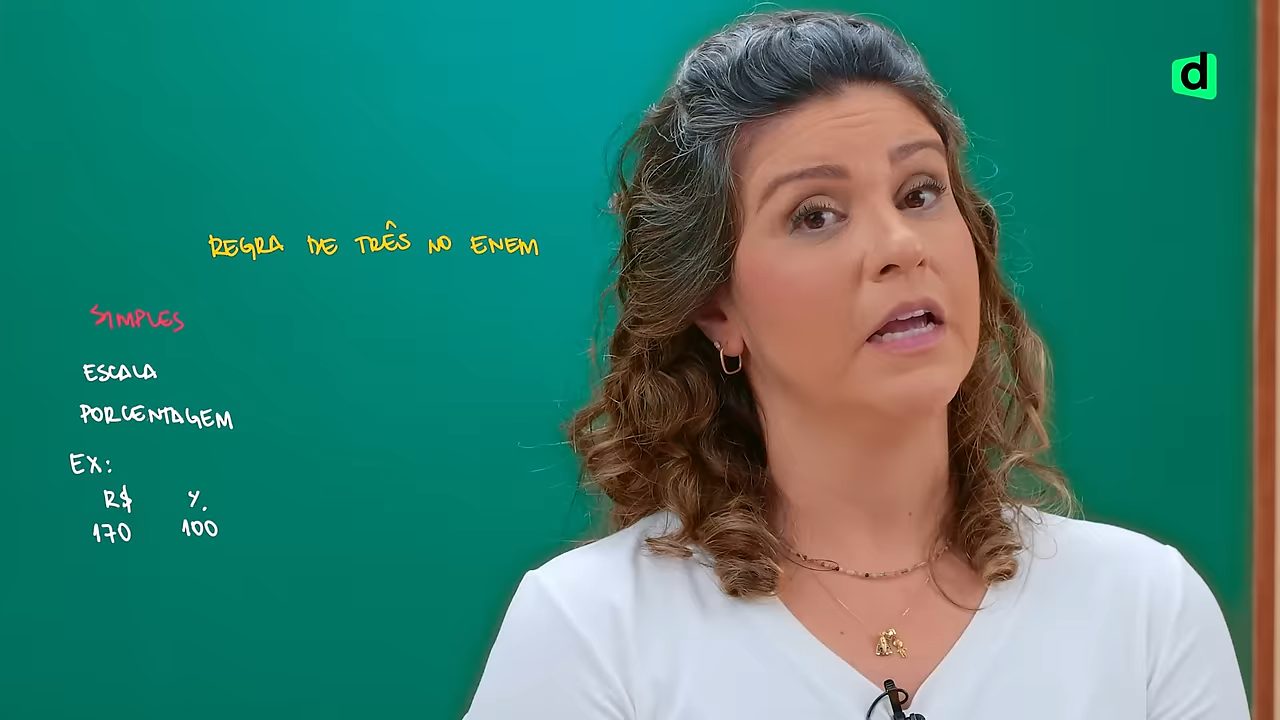 d
REGRA DE TRÊS NO ENEM
SIMPLES
ESCALA
PORCENTAGEM
EX:
R$ %
170 100